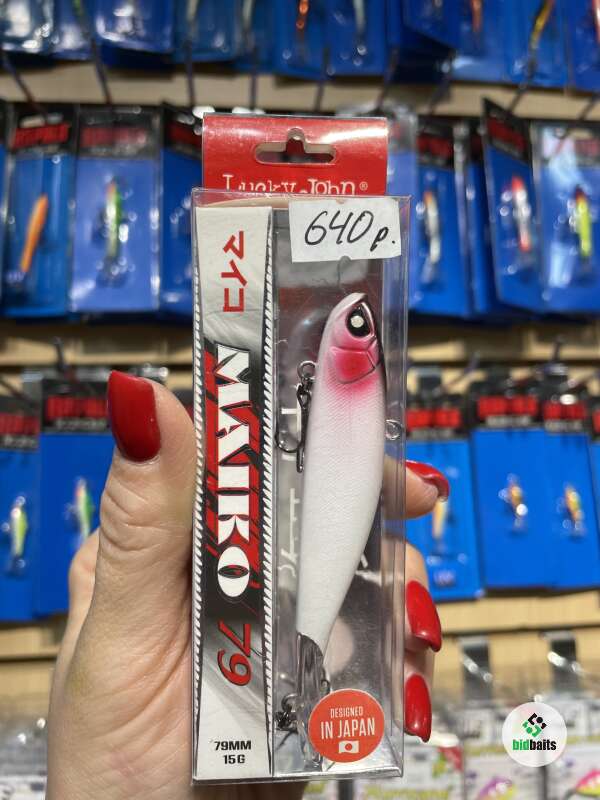 Lucky John®
640 р.
マイコ
MAIKO 79
79MM
15G
DESIGNED
IN JAPAN
bidbaits